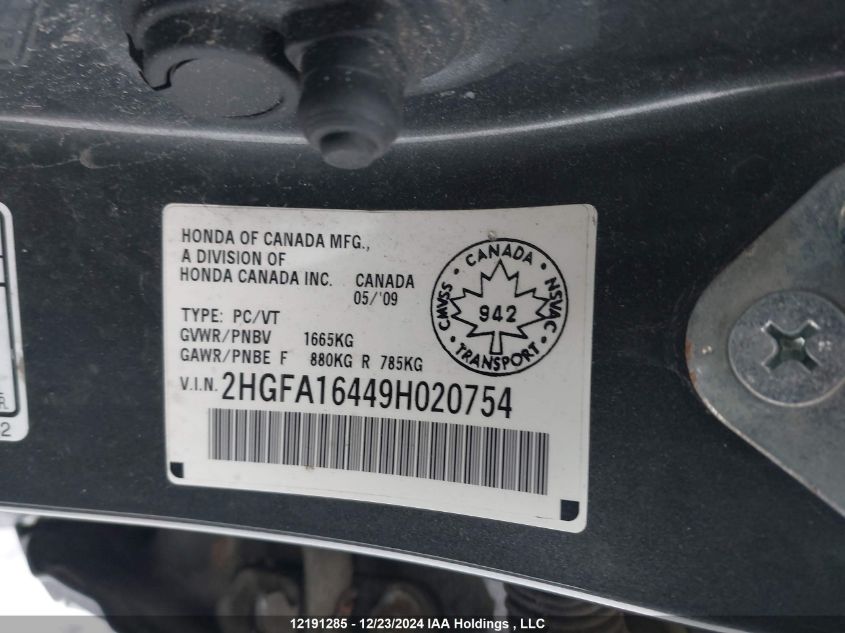 HONDA OF CANADA MFG.,
A DIVISION OF
HONDA CANADA INC. CANADA
05/'09
TYPE: PC/VT
GVWR/PNBV 1665KG
GAWR/PNBE F 880KG R 785KG
V.I.N. 2HGFA16449H020754
CANADA
CMVSS
NSVAC
942
TRANSPORT
12191285 - 12/23/2024 IAA Holdings , LLC